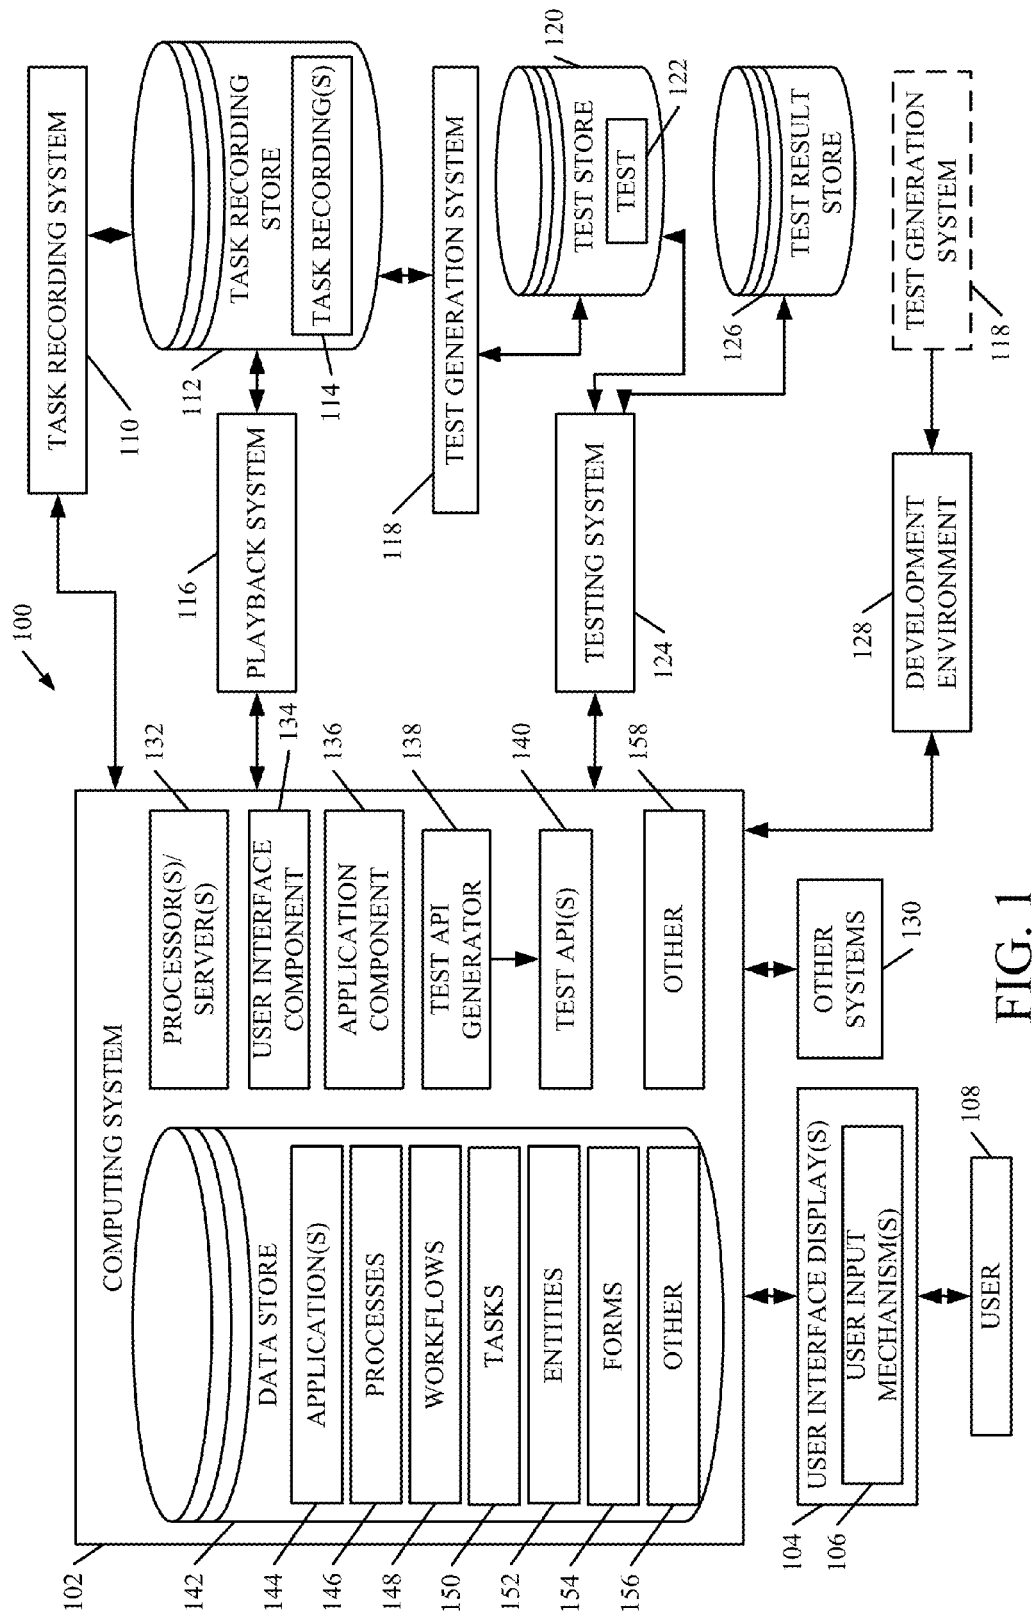 100
COMPUTING SYSTEM
102
DATA STORE
142
APPLICATION(S)
144
PROCESSES
146
WORKFLOWS
148
TASKS
150
ENTITIES
152
FORMS
154
OTHER
156
PROCESSOR(S)/
SERVER(S)
132
USER INTERFACE
COMPONENT
134
APPLICATION
COMPONENT
136
TEST API
GENERATOR
138
TEST API(S)
140
OTHER
158
TASK RECORDING SYSTEM
110
TASK RECORDING
STORE
112
TASK RECORDING(S)
114
PLAYBACK SYSTEM
116
TEST GENERATION SYSTEM
118
TEST STORE
120
TEST
122
TESTING SYSTEM
124
TEST RESULT
STORE
126
TEST GENERATION
SYSTEM
118
DEVELOPMENT
ENVIRONMENT
128
OTHER
SYSTEMS
130
USER INTERFACE DISPLAY(S)
104
USER INPUT
MECHANISM(S)
106
USER
108
FIG. 1